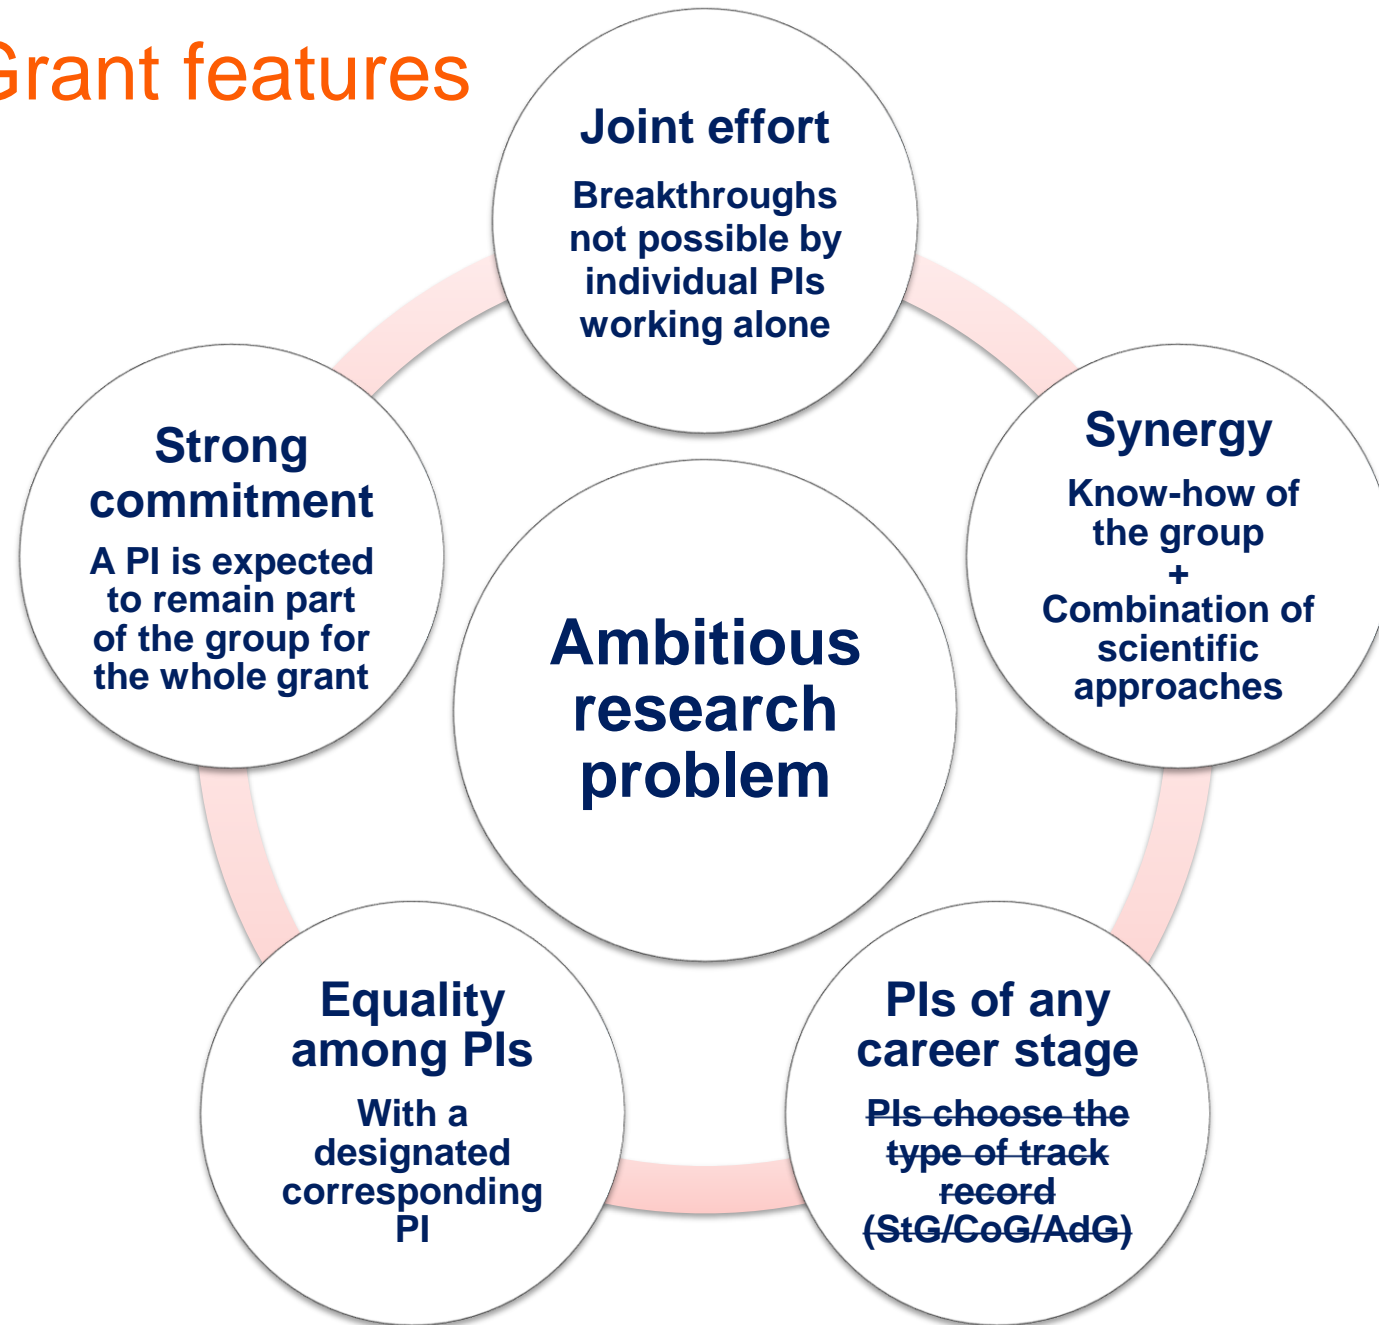 Grant features
Joint effort
Breakthroughs
not possible by
individual PIs
working alone
Synergy
Know-how of
the group
+
Combination of
scientific
approaches
PIs of any
career stage
PIs choose the
type of track
record
(StG/CoG/AdG)
Equality
among PIs
With a
designated
corresponding
PI
Strong
commitment
A PI is expected
to remain part
of the group for
the whole grant
Ambitious
research
problem